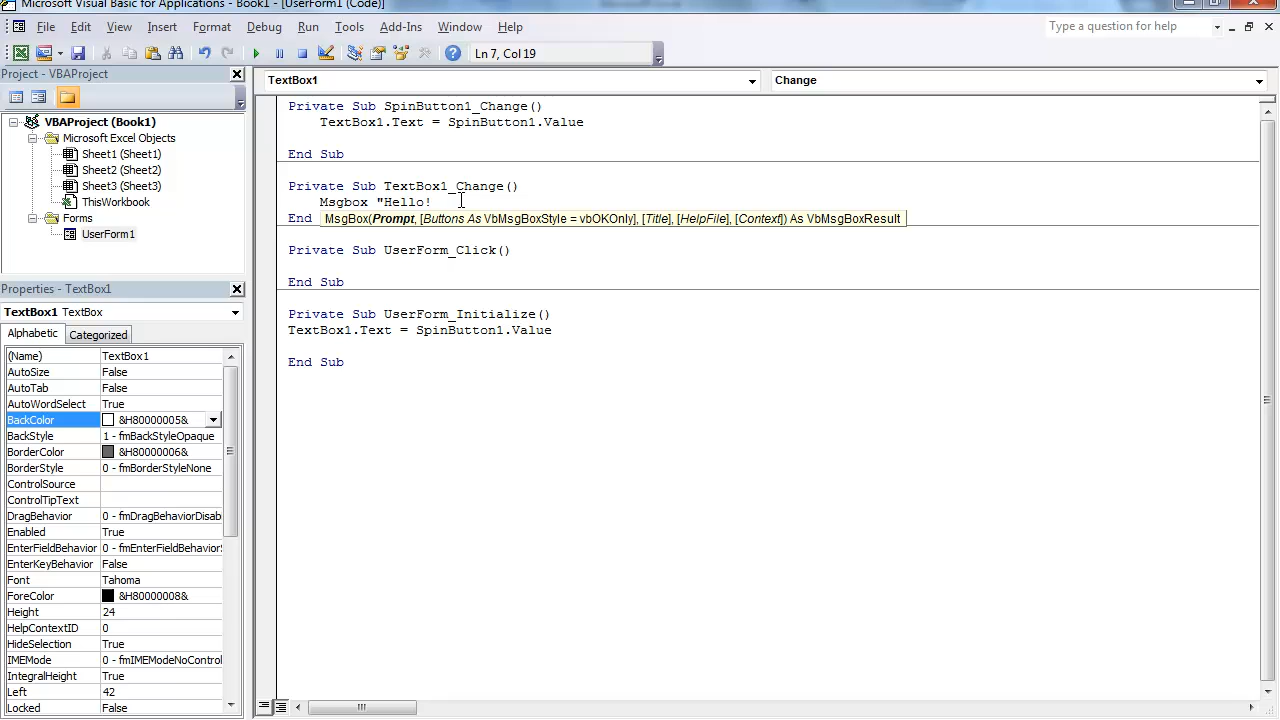 Microsoft Visual Basic for Applications - Book1 - [UserForm1 (Code)]
File Edit View Insert Format Debug Run Tools Add-Ins Window Help
Type a question for help
Ln 7, Col 19
Project - VBAProject
TextBox1
Change
VBAProject (Book1)
Microsoft Excel Objects
Sheet1 (Sheet1)
Sheet2 (Sheet2)
Sheet3 (Sheet3)
ThisWorkbook
Forms
UserForm1
Private Sub SpinButton1_Change()
TextBox1.Text = SpinButton1.Value
End Sub
Private Sub TextBox1_Change()
Msgbox "Hello!
End
MsgBox(Prompt, [Buttons As VbMsgBoxStyle = vbOKOnly], [Title], [HelpFile], [Context]) As VbMsgBoxResult
Private Sub UserForm_Click()
End Sub
Private Sub UserForm_Initialize()
TextBox1.Text = SpinButton1.Value
End Sub
Properties - TextBox1
TextBox1 TextBox
Alphabetic Categorized
(Name) TextBox1
AutoSize False
AutoTab False
AutoWordSelect True
BackColor &H80000005&
BackStyle 1 - fmBackStyleOpaque
BorderColor &H80000006&
BorderStyle 0 - fmBorderStyleNone
ControlSource
ControlTipText
DragBehavior 0 - fmDragBehaviorDisab
Enabled True
EnterFieldBehavior 0 - fmEnterFieldBehavior
EnterKeyBehavior False
Font Tahoma
ForeColor &H80000008&
Height 24
HelpContextID 0
HideSelection True
IMEMode 0 - fmIMEModeNoControl
IntegralHeight True
Left 42
Locked False